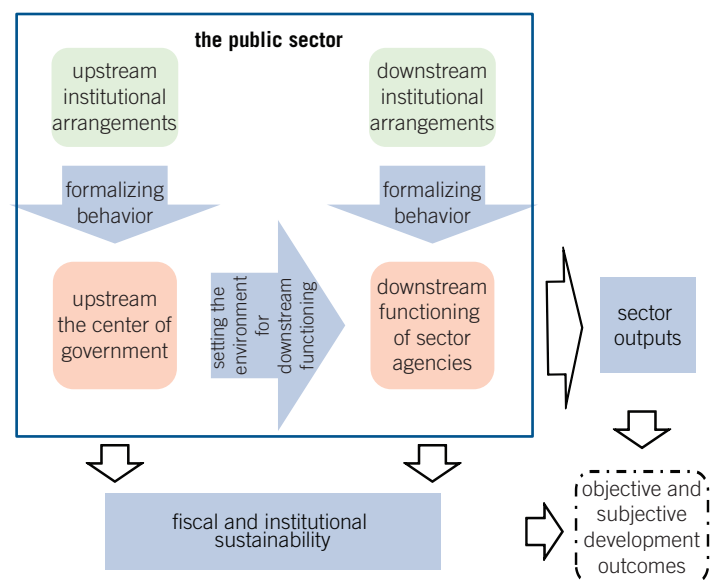 the public sector
upstream
institutional
arrangements
downstream
institutional
arrangements
formalizing
behavior
formalizing
behavior
upstream
the center of
government
setting the
environment
for
downstream
functioning
downstream
functioning
of sector
agencies
sector
outputs
fiscal and institutional
sustainability
objective and
subjective
development
outcomes